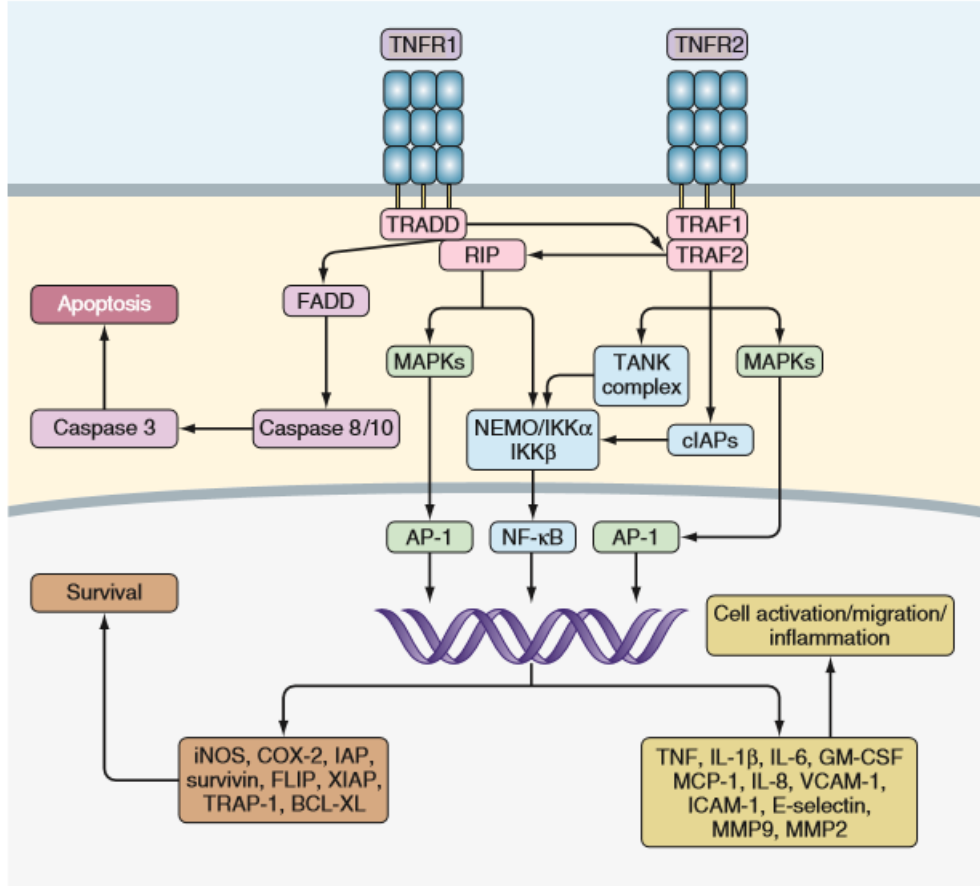 TNFR1
TNFR2
TRADD
TRAF1
RIP
TRAF2
FADD
Apoptosis
MAPKs
TANK
complex
MAPKs
Caspase 3
Caspase 8/10
NEMO/IKKα
IKKβ
cIAPs
AP-1
NF-κB
AP-1
Survival
Cell activation/migration/
inflammation
iNOS, COX-2, IAP,
survivin, FLIP, XIAP,
TRAP-1, BCL-XL
TNF, IL-1β, IL-6, GM-CSF
MCP-1, IL-8, VCAM-1,
ICAM-1, E-selectin,
MMP9, MMP2